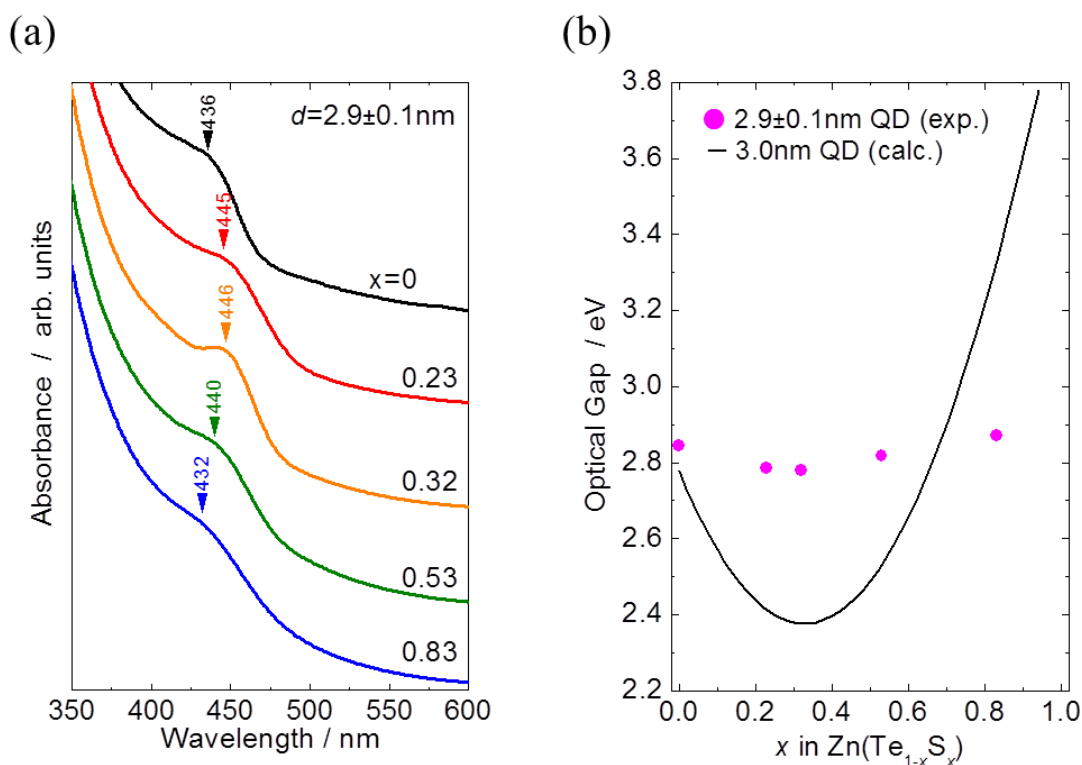 (a)
(b)
d=2.9±0.1nm
436
445
446
440
432
x=0
0.23
0.32
0.53
0.83
Absorbance / arb. units
350 400 450 500 550 600
Wavelength / nm
2.9±0.1nm QD (exp.)
3.0nm QD (calc.)
3.8
3.6
3.4
3.2
3.0
2.8
2.6
2.4
2.2
Optical Gap / eV
0.0 0.2 0.4 0.6 0.8 1.0
x in Zn(Te1-xSx)